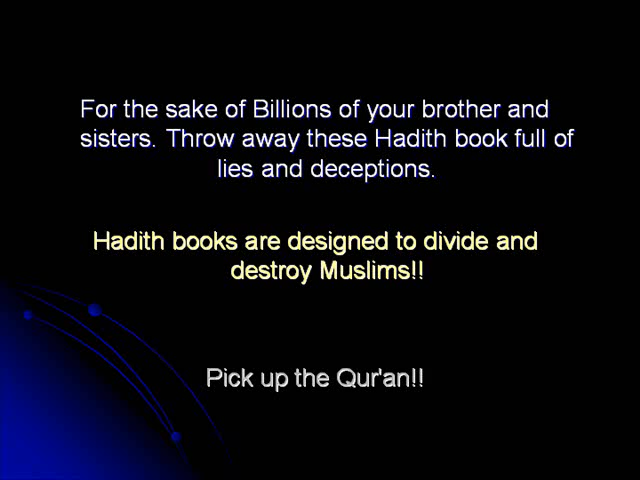 For the sake of Billions of your brother and
sisters. Throw away these Hadith book full of
lies and deceptions.
Hadith books are designed to divide and
destroy Muslims!!
Pick up the Qur'an!!